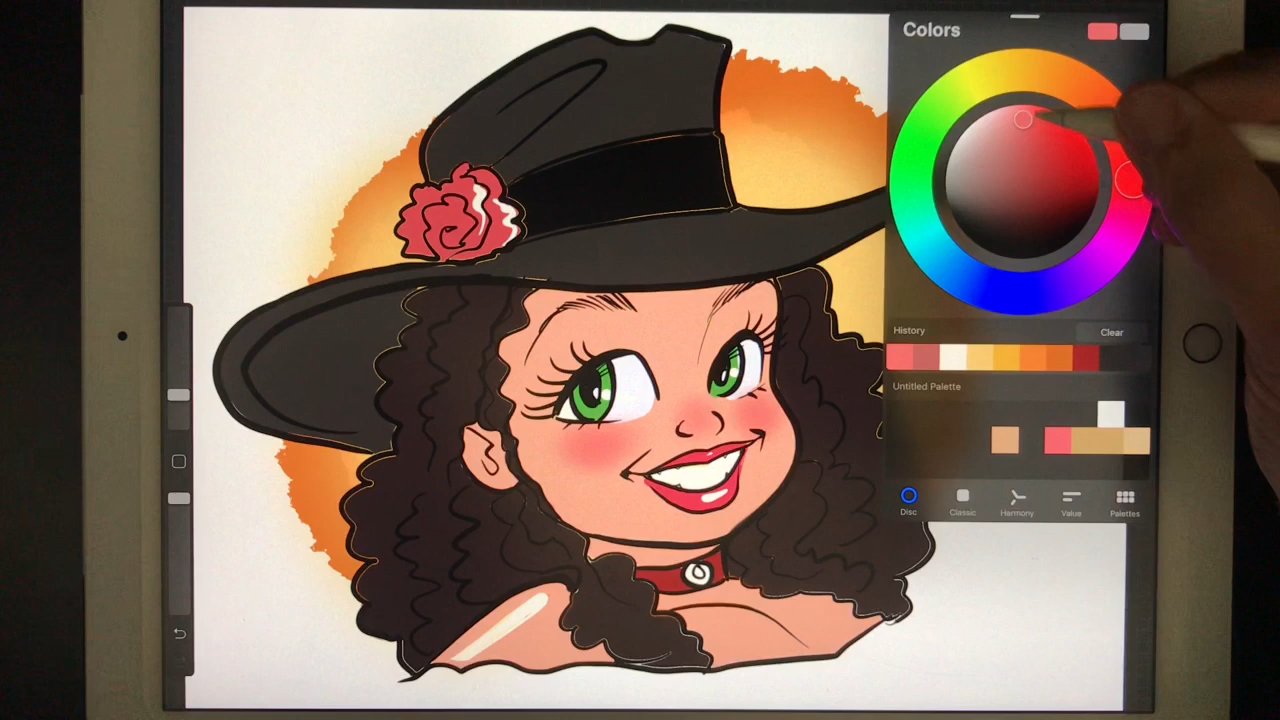 Colors
History
Clear
Untitled Palette
Disc
Classic
Harmony
Value
Palettes